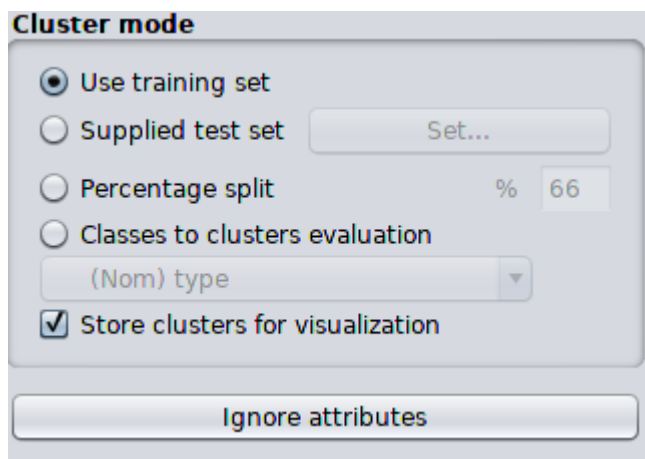 Cluster mode
Use training set
Supplied test set Set...
Percentage split % 66
Classes to clusters evaluation
(Nom) type
Store clusters for visualization
Ignore attributes